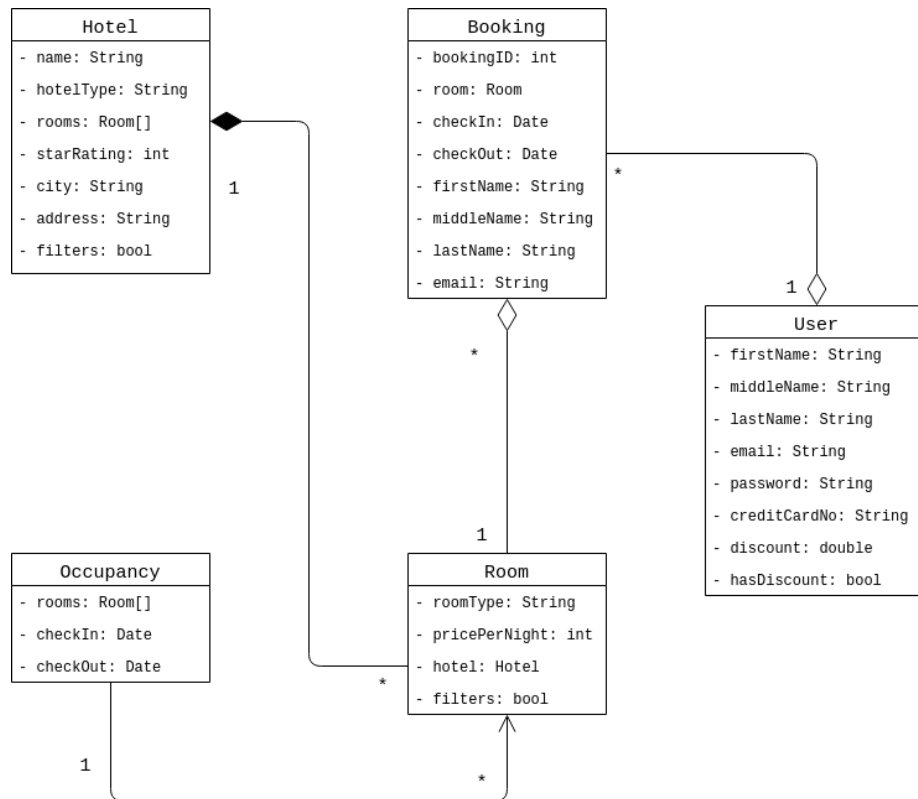 Hotel
- name: String
- hotelType: String
- rooms: Room[]
- starRating: int
- city: String
- address: String
- filters: bool
1
Booking
- bookingID: int
- room: Room
- checkIn: Date
- checkOut: Date
- firstName: String
- middleName: String
- lastName: String
- email: String
*
*
1
User
- firstName: String
- middleName: String
- lastName: String
- email: String
- password: String
- creditCardNo: String
- discount: double
- hasDiscount: bool
Occupancy
- rooms: Room[]
- checkIn: Date
- checkOut: Date
1
1
Room
- roomType: String
- pricePerNight: int
- hotel: Hotel
- filters: bool
*
*